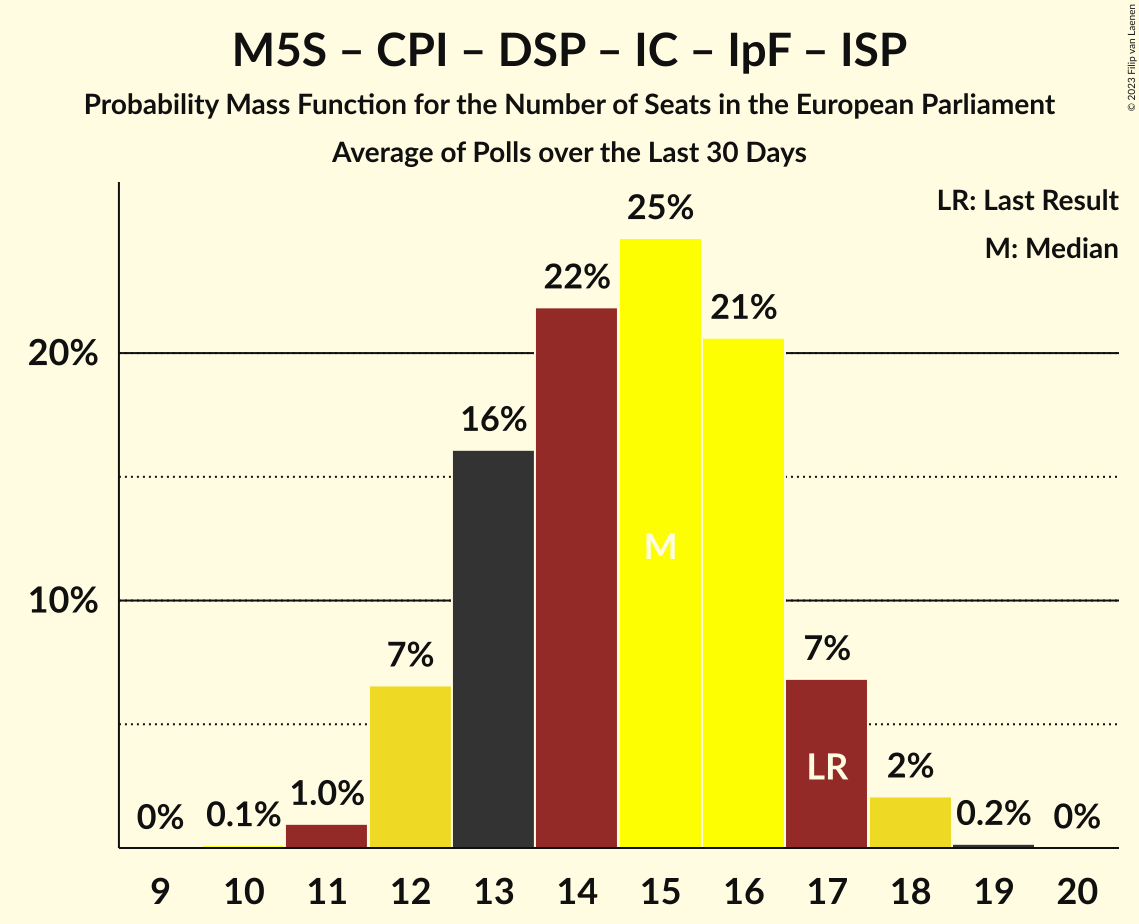 M5S – CPI – DSP – IC – IpF – ISP
Probability Mass Function for the Number of Seats in the European Parliament
Average of Polls over the Last 30 Days
© 2023 Filip van Laenen
LR: Last Result
M: Median
20%
10%
0%
0.1%
1.0%
7%
16%
22%
25%
21%
7%
2%
0.2%
0%
M
LR
9 10 11 12 13 14 15 16 17 18 19 20